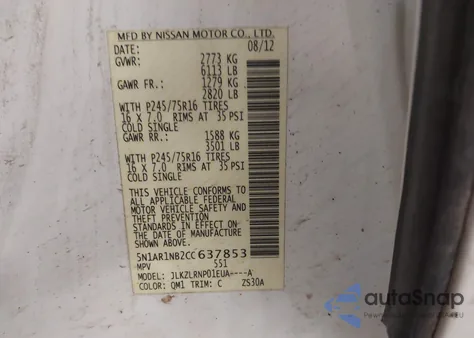 MFD BY NISSAN MOTOR CO., LTD.
DATE: 08/12
GVWR: 2773 KG
6113 LB
GAWR FR.: 1279 KG
2820 LB
WITH P245/75R16 TIRES
16 X 7.0 RIMS AT 35 PSI
COLD SINGLE
GAWR RR.: 1588 KG
3501 LB
WITH P245/75R16 TIRES
16 X 7.0 RIMS AT 35 PSI
COLD SINGLE
THIS VEHICLE CONFORMS TO
ALL APPLICABLE FEDERAL
MOTOR VEHICLE SAFETY AND
THEFT PREVENTION
STANDARDS IN EFFECT ON
THE DATE OF MANUFACTURE
SHOWN ABOVE.
5N1AR1NB2CC 637853
MPV 551
MODEL: JLKZLRNP01EUA----A
COLOR: QM1 TRIM: C ZS30A
autoSnap